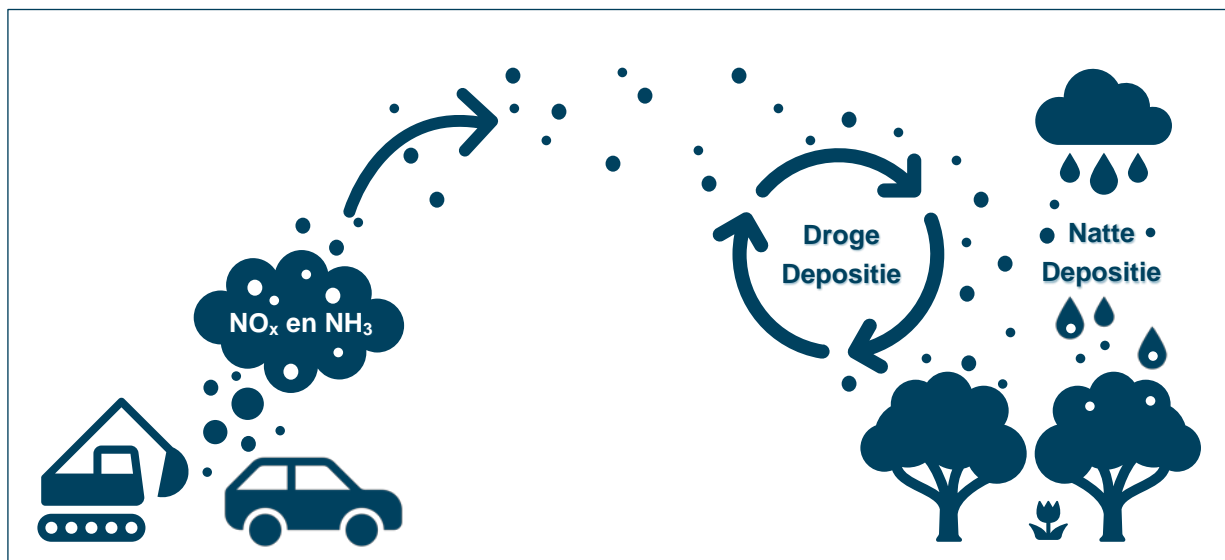 NOₓ en NH₃
Droge
Depositie
Natte
Depositie